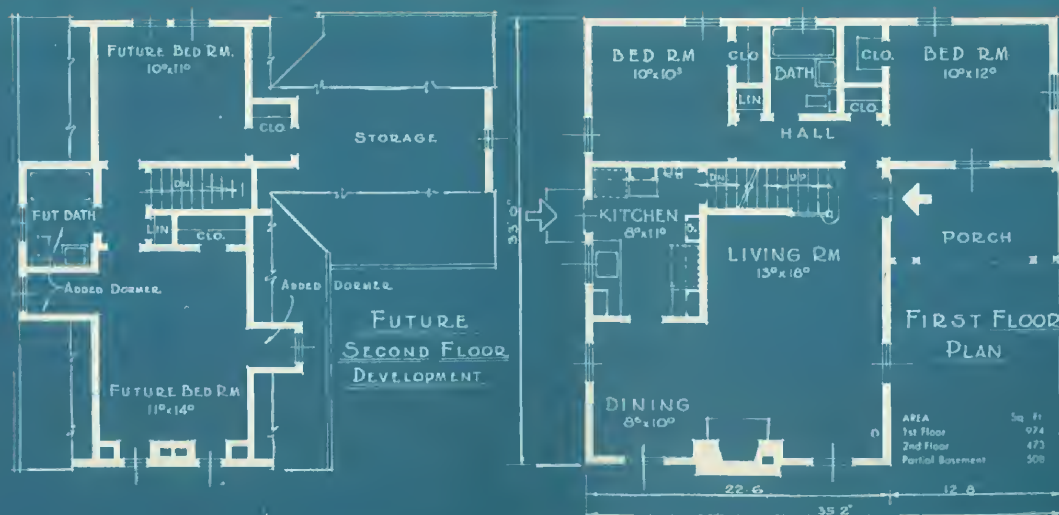 FUTURE BED RM.
10⁰x11⁰
CLO.
STORAGE
DN.
FUT BATH
LIN
CLO.
ADDED DORMER
ADDED DORMER
FUTURE
SECOND FLOOR
DEVELOPMENT
FUTURE BED RM
11⁰x14⁰
33'-0"
BED RM
10⁰x10³
CLO
LIN
BATH
CLO.
CLO.
BED RM
10⁰x12⁰
HALL
DN
UP
KITCHEN
8⁰x11⁰
LIVING RM
13⁰x18⁰
PORCH
FIRST FLOOR
PLAN
DINING
8⁶x10⁰
AREA Sq. Ft
1st Floor 974
2nd Floor 473
Partial Basement 508
22-6
12-8
35'2"